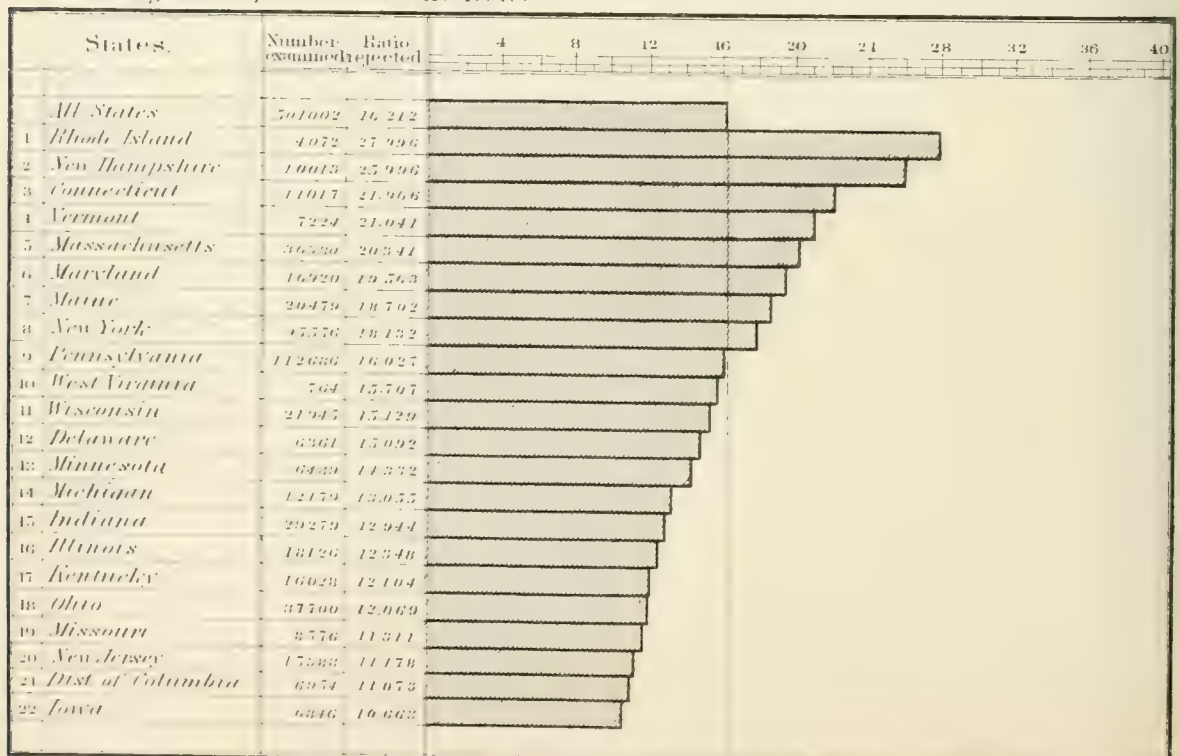 States. Number examined Ratio rejected 4 8 12 16 20 24 28 32 36 40
All States 501002 16.212
1 Rhode Island 4072 27.996
2 New Hampshire 10013 25.996
3 Connecticut 11017 21.966
4 Vermont 7224 21.041
5 Massachusetts 36580 20.341
6 Maryland 16920 19.563
7 Maine 20479 18.702
8 New York 18.132
9 Pennsylvania 112686 16.027
10 West Virginia 764 15.707
11 Wisconsin 21945 15.429
12 Delaware 6361 15.092
13 Minnesota
14 Michigan 13.055
15 Indiana 29279 12.944
16 Illinois 18126 12.348
17 Kentucky 16028 12.104
18 Ohio 37700 12.069
19 Missouri 8776 11.311
20 New Jersey 11.178
21 Dist of Columbia 6954 11.073
22 Iowa 6846 10.663